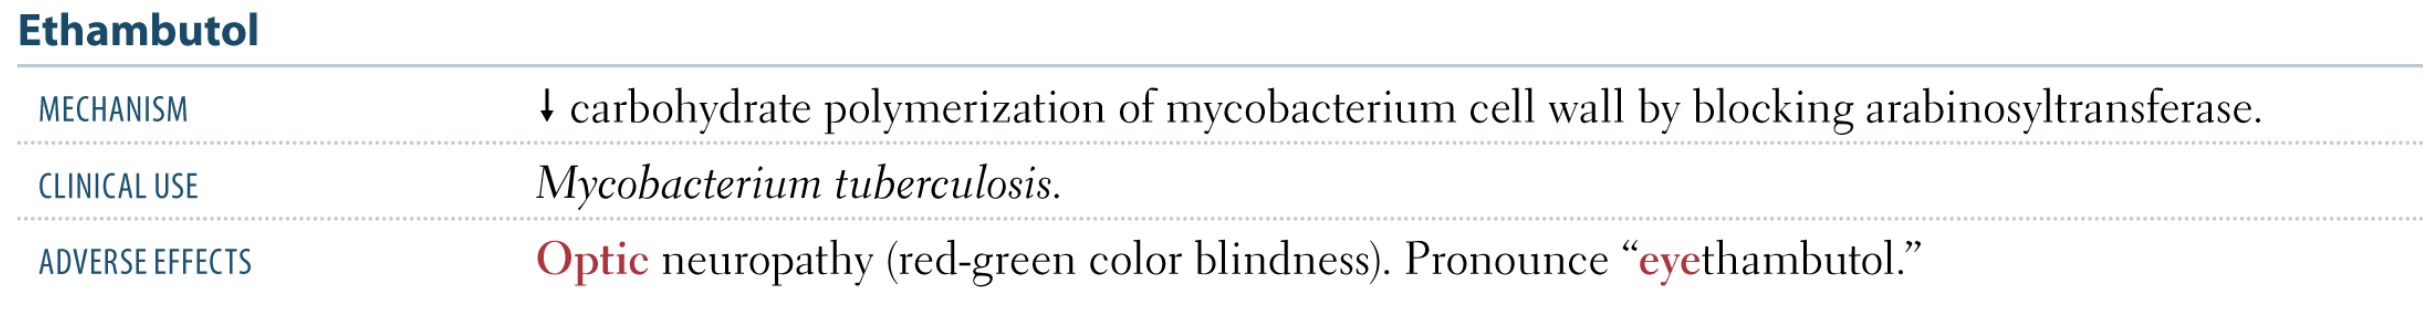 Ethambutol
MECHANISM ↓ carbohydrate polymerization of mycobacterium cell wall by blocking arabinosyltransferase.
CLINICAL USE Mycobacterium tuberculosis.
ADVERSE EFFECTS Optic neuropathy (red-green color blindness). Pronounce “eyethambutol.”